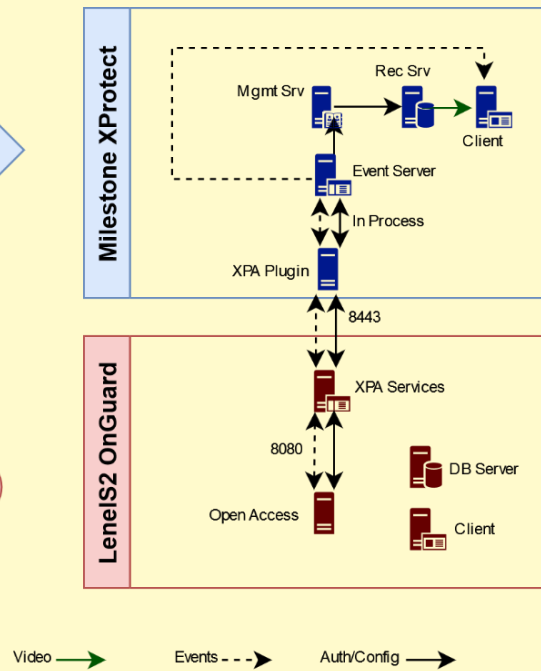 Milestone XProtect
Mgmt Srv
Rec Srv
Client
Event Server
In Process
XPA Plugin
8443
LenelS2 OnGuard
XPA Services
8080
DB Server
Open Access
Client
Video
Events
Auth/Config